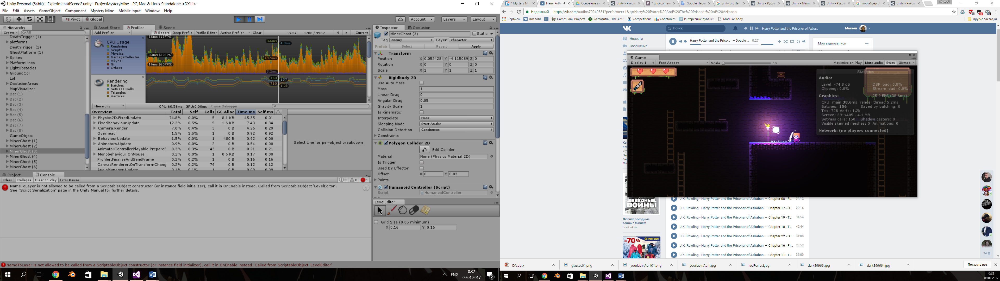 Unity Personal (64bit) - ExperimentalScene2.unity - ProjectMysteryMine - PC, Mac & Linux Standalone <DX11>
File Edit Assets GameObject Component Mystery Mine Mobile Input Window Help
Pivot Global Account Layers Layout
Hierarchy
Create All
DeathTrigger (1)
platforms
DeathTrigger (2)
GhostPlatform (1)
Spikes
PlatformLines
LightObstacles
GroundCol
Lol
OcclusionAreas
MapVisualizer
Bat (1)
Bat (2)
Bat (3)
Bat (4)
Bat (5)
Bat (6)
Bat (7)
Bat (8)
GameObject
MinerGhost (1)
MinerGhost (2)
MinerGhost (3)
MinerGhost (4)
MinerGhost (5)
MinerGhost (6)
Asset Store Profiler Scene
Add Profiler Record Deep Profile Profile Editor Active Profiler Clear Frame: 9788 / 9907 Current
CPU Usage
Rendering
Scripts
Physics
GarbageCollector
VSync
Gi
Others
66ms (15FPS)
33ms (30FPS)
16ms (60FPS)
3.6ms
4.3ms
49.5ms
3.2ms
Rendering
Batches
SetPass Calls
Triangles
Vertices
163
157
760
1.2k
Hierarchy CPU:60.56ms GPU:0.00ms Frame Debugger
Overview Total Self Calls GC Alloc Time ms Self ms
Physics2D.FixedUpdate 74.8% 0.0% 5 8.1 KB 45.35 0.01
FixedBehaviourUpdate 12.2% 0.5% 5 1.6 KB 7.43 0.34
Camera.Render 7.0% 0.4% 3 0 B 4.26 0.29
Overhead 1.5% 1.5% 1 0 B 0.92 0.92
BehaviourUpdate 1.5% 0.0% 1 480 B 0.92 0.00
Animators.Update 0.9% 0.0% 2 0 B 0.54 0.00
AnimatorControllerPlayable.PrepareF 0.3% 0.3% 43 0 B 0.21 0.21
Monobehaviour.OnMouse_ 0.2% 0.0% 1 0.6 KB 0.17 0.00
Profiler.FinalizeAndSendFrame 0.2% 0.2% 1 0 B 0.16 0.16
CanvasRenderer.OnTransformChang 0.2% 0.2% 74 0 B 0.12 0.12
AudioManager.Update 0.1% 0.1% 1 0 B 0.09 0.09
Select Line for per-object breakdown
Project Console
Clear Collapse Clear on Play Error Pause 0 0 1
NameToLayer is not allowed to be called from a ScriptableObject constructor (or instance field initializer), call it in OnEnable instead. Called from ScriptableObject 'LevelEditor'.
See "Script Serialization" page in the Unity Manual for further details.
1
NameToLayer is not allowed to be called from a ScriptableObject constructor (or instance field initializer), call it in OnEnable instead. Called from ScriptableObject 'LevelEditor'.
Inspector Occlusion
MinerGhost (3) Static
Tag enemy Layer character
Prefab Select Revert Apply
Transform
Position X 0.0524288 Y -4.115089 Z 0
Rotation X 0 Y 0 Z 0
Scale X 1 Y 1 Z 1
Rigidbody 2D
Use Auto Mass
Mass 1
Linear Drag 0
Angular Drag 0.05
Gravity Scale 1
Is Kinematic
Interpolate None
Sleeping Mode Start Awake
Collision Detection Continuous
Constraints
Polygon Collider 2D
Edit Collider
Material None (Physics Material 2D)
Is Trigger
Used By Effector
Offset X 0 Y 0.03
Points
Humanoid Controller (Script)
Script HumanoidController
LevelEditor
Grid Size (0.05 minimum)
X 0.16 Y 0.16
ENG 0:32
09.01.2017 2
Надежный https://vk.com/audios70940581?performer=1&q=Harry%20Potter%20And%20The%20Prisoner%20of%20Azkaban
Сервисы Диалоги Games Jam: Projects Gamasutra - The Art Competitions Codeforces Интересные публика Modular body Другие закладки
Поиск Harry Potter and the Prisoner of Azka... Матвей
Новости
Сообщения
Harry Potter and the Priso... – Double ... 0:27
Мои аудиозаписи
Game
Display 1 Free Aspect Scale 1x Maximize on Play Mute audio Stats Gizmos
Statistics
Audio:
Level: -74.8 dB DSP load: 0.8%
Clipping: 0.0% Stream load: 0.0%
Graphics: 25.9 FPS (38.6ms)
CPU: main 38.6ms render thread 5.2ms
Batches: 156 Saved by batching: 0
Tris: 728 Verts: 1.2k
Screen: 891x405 - 4.1 MB
SetPass calls: 150 Shadow casters: 0
Visible skinned meshes: 0 Animations: 0
Network: (no players connected)
J.K. Rowling - Harry Potter and the Prisoner of Azkaban – Chapter 08 - Fl... 34:12
J.K. Rowling - Harry Potter and the Prisoner of Azkaban – Chapter 17 - C... 29:16
J.K. Rowling - Harry Potter and the Prisoner of Azkaban – Chapter 19 - T... 34:54
J.K. Rowling - Harry Potter and the Prisoner of Azkaban – Chapter 10 - T... 45:44
J.K. Rowling - Harry Potter and the Prisoner of Azkaban – Chapter 22 - O... 31:08
J.K. Rowling - Harry Potter and the Prisoner of Azkaban – Chapter 16 - Pr... 28:52
J.K. Rowling - Harry Potter and the Prisoner of Azkaban – Chapter 11 - T... 36:00
ЗВЕЗДНЫЕ
ВОЙНЫ
Любите звездные
войны? Жмите!
book24.ru
ТРИАЛ-СПОРТ
-70%
34
DA.pptx glasses01.png yourLieInApril01.png yourLieInApril.jpg redForrest.jpg darkS9966i.jpg darkS9966h.jpg Показать все
0:32
09.01.2017